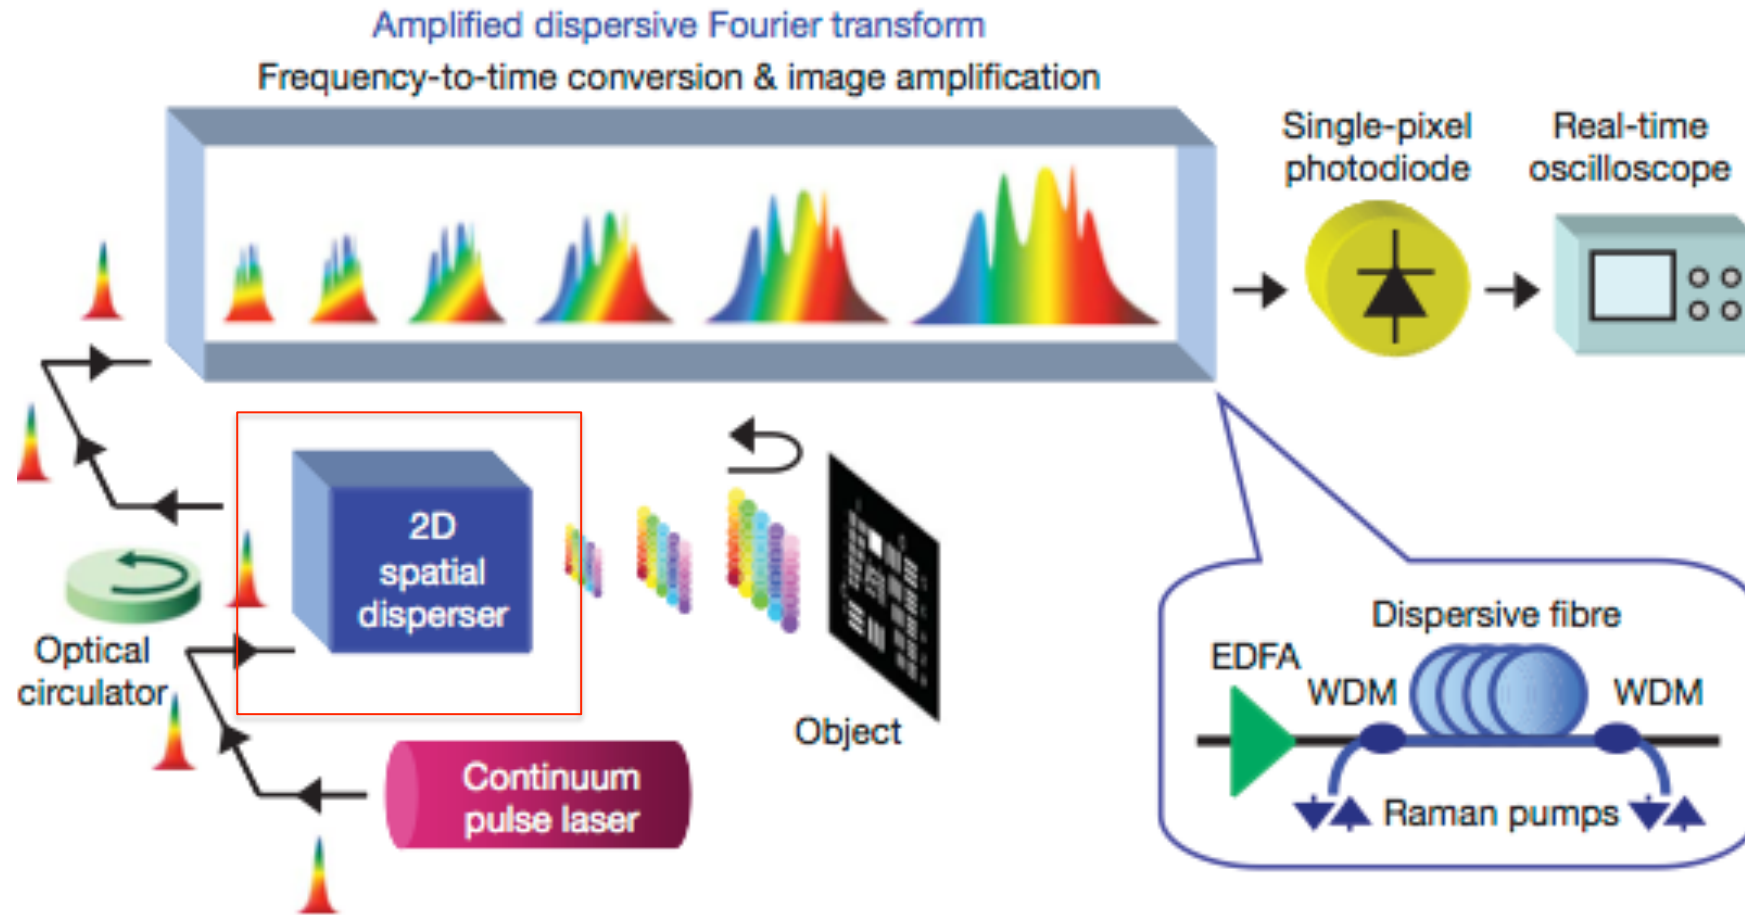 Amplified dispersive Fourier transform
Frequency-to-time conversion & image amplification
Single-pixel
photodiode
Real-time
oscilloscope
2D
spatial
disperser
Optical
circulator
Object
Continuum
pulse laser
Dispersive fibre
EDFA
WDM
WDM
Raman pumps